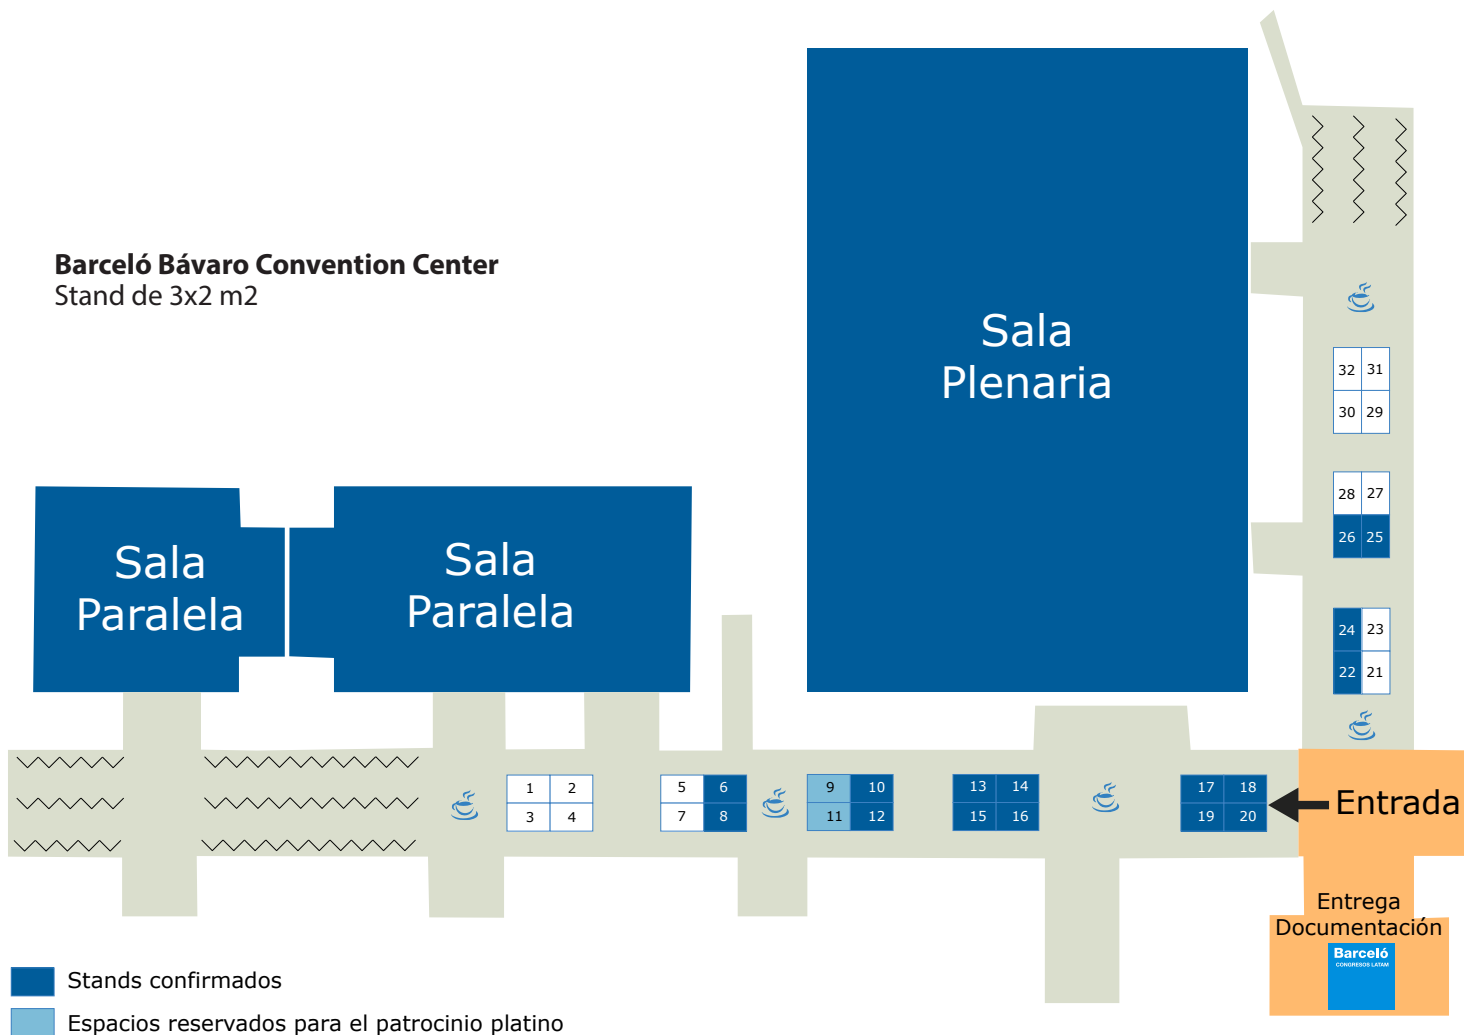 Barceló Bávaro Convention Center
Stand de 3x2 m2
Sala
Plenaria
Sala
Paralela
Sala
Paralela
32 31
30 29
28 27
26 25
24 23
22 21
1 2
3 4
5 6
7 8
9 10
11 12
13 14
15 16
17 18
19 20
Entrada
Entrega
Documentación
Barceló
CONGRESOS LATAM
Stands confirmados
Espacios reservados para el patrocinio platino